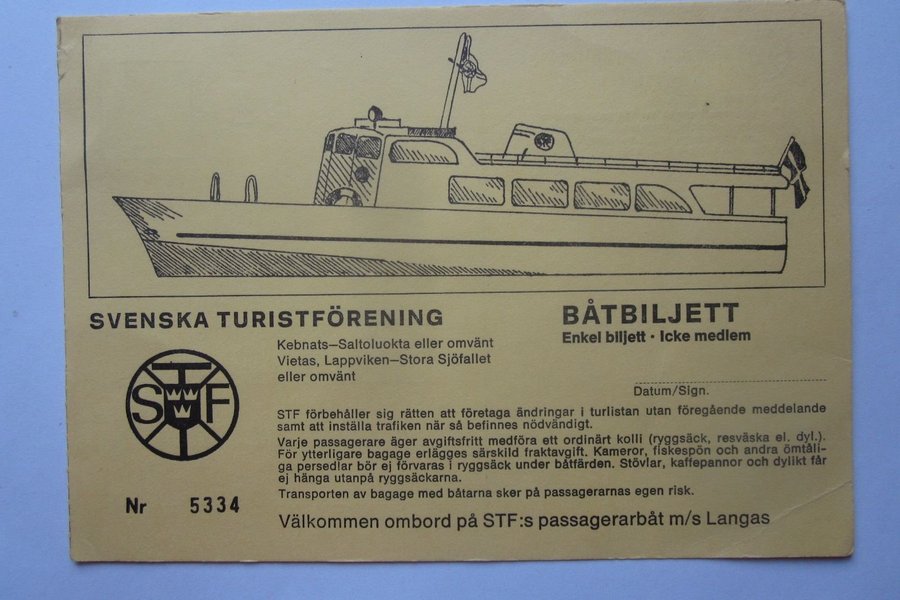 SVENSKA TURISTFÖRENING
BÅTBILJETT
Enkel biljett · Icke medlem
Kebnats–Saltoluokta eller omvänt
Vietas, Lappviken–Stora Sjöfallet
eller omvänt
Datum/Sign.
STF
STF förbehåller sig rätten att företaga ändringar i turlistan utan föregående meddelande
samt att inställa trafiken när så befinnes nödvändigt.
Varje passagerare äger avgiftsfritt medföra ett ordinärt kolli (ryggsäck, resväska el. dyl.).
För ytterligare bagage erlägges särskild fraktavgift. Kameror, fiskespön och andra ömtåli-
ga persedlar bör ej förvaras i ryggsäck under båtfärden. Stövlar, kaffepannor och dylikt får
ej hänga utanpå ryggsäckarna.
Transporten av bagage med båtarna sker på passagerarnas egen risk.
Nr 5334
Välkommen ombord på STF:s passagerarbåt m/s Langas